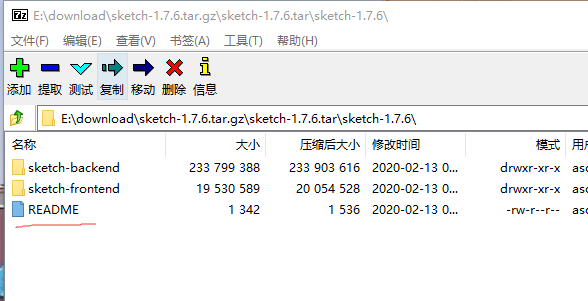 7z E:\download\sketch-1.7.6.tar.gz\sketch-1.7.6.tar\sketch-1.7.6\
文件(F) 编辑(E) 查看(V) 书签(A) 工具(T) 帮助(H)
添加 提取 测试 复制 移动 删除 信息
E:\download\sketch-1.7.6.tar.gz\sketch-1.7.6.tar\sketch-1.7.6\
名称 大小 压缩后大小 修改时间 模式
sketch-backend 233 799 388 233 903 616 2020-02-13 0... drwxr-xr-x
sketch-frontend 19 530 589 20 054 528 2020-02-13 0... drwxr-xr-x
README 1 342 1 536 2020-02-13 0... -rw-r--r--